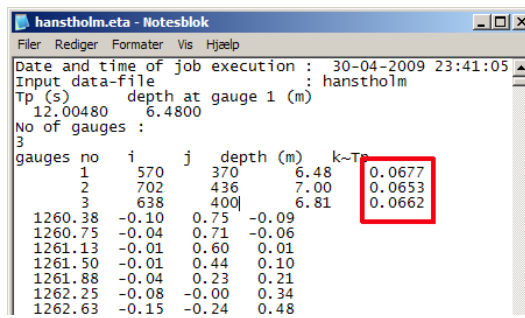 hanstholm.eta - Notesblok
Filer Rediger Formater Vis Hjælp
Date and time of job execution : 30-04-2009 23:41:05
Input data-file : hanstholm
Tp (s) depth at gauge 1 (m)
12.00480 6.4800
No of gauges :
3
gauges no i j depth (m) k~Tp
1 570 370 6.48 0.0677
2 702 436 7.00 0.0653
3 638 400 6.81 0.0662
1260.38 -0.10 0.75 -0.09
1260.75 -0.04 0.71 -0.06
1261.13 -0.01 0.60 0.01
1261.50 -0.01 0.44 0.10
1261.88 -0.04 0.23 0.21
1262.25 -0.08 -0.00 0.34
1262.63 -0.15 -0.24 0.48